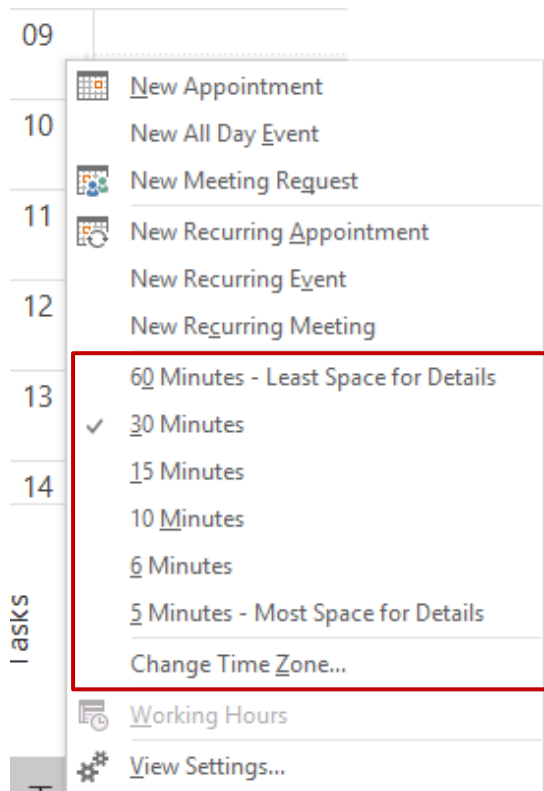 09
10
11
12
13
14
Tasks
New Appointment
New All Day Event
New Meeting Request
New Recurring Appointment
New Recurring Event
New Recurring Meeting
60 Minutes - Least Space for Details
30 Minutes
15 Minutes
10 Minutes
6 Minutes
5 Minutes - Most Space for Details
Change Time Zone...
Working Hours
View Settings...